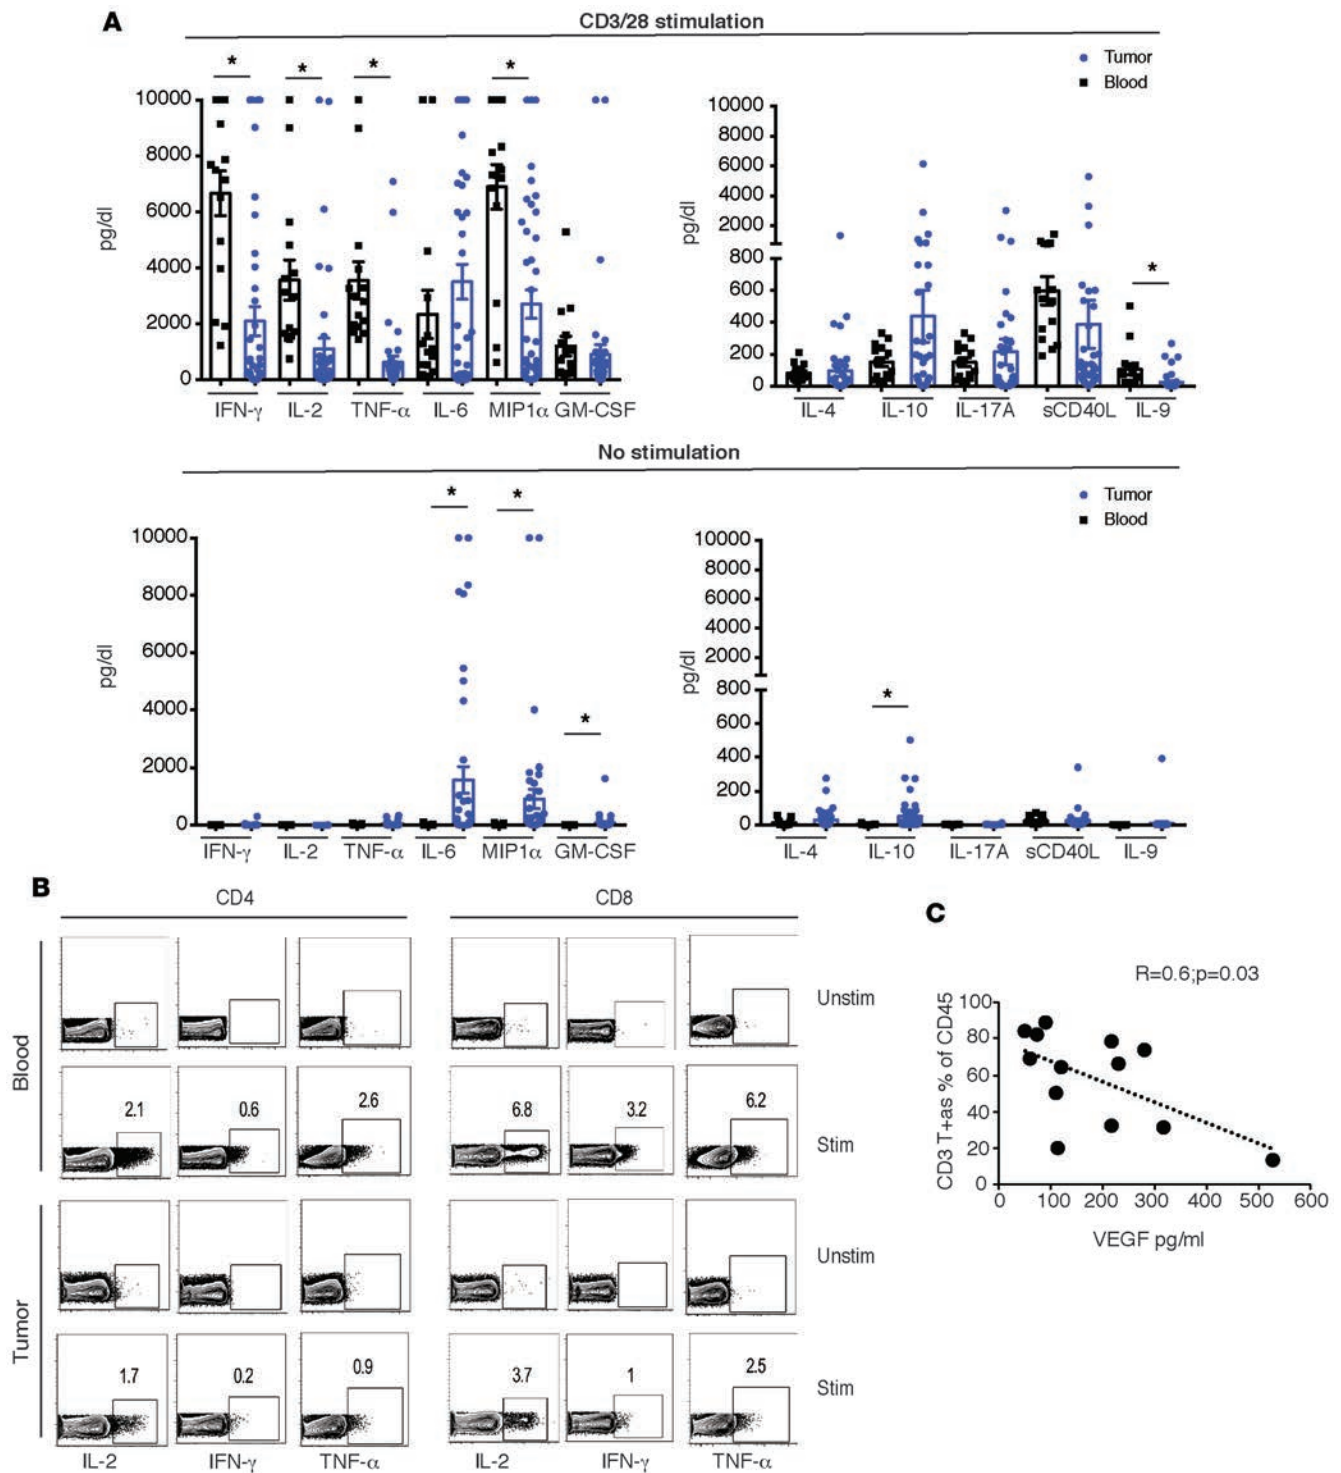 A
CD3/28 stimulation
Tumor
Blood
* * * *
10000
8000
6000
4000
2000
0
pg/dl
IFN-γ IL-2 TNF-α IL-6 MIP1α GM-CSF
10000
8000
6000
4000
2000
800
600
400
200
0
pg/dl
*
IL-4 IL-10 IL-17A sCD40L IL-9
No stimulation
Tumor
Blood
* * *
10000
8000
6000
4000
2000
0
pg/dl
IFN-γ IL-2 TNF-α IL-6 MIP1α GM-CSF
10000
8000
6000
4000
2000
800
600
400
200
0
pg/dl
*
IL-4 IL-10 IL-17A sCD40L IL-9
B
CD4 CD8
Blood
Unstim
2.1 0.6 2.6 6.8 3.2 6.2
Stim
Tumor
Unstim
1.7 0.2 0.9 3.7 1 2.5
Stim
IL-2 IFN-γ TNF-α IL-2 IFN-γ TNF-α
C
R=0.6;p=0.03
CD3 T+as % of CD45
100
80
60
40
20
0
0 100 200 300 400 500 600
VEGF pg/ml